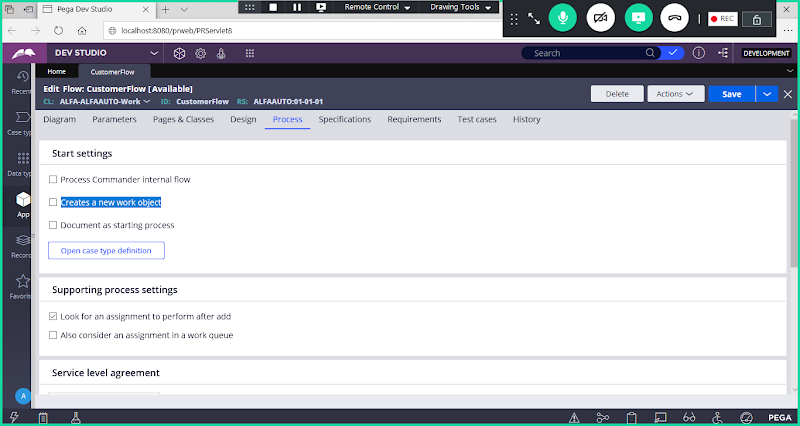 Pega Dev Studio
Remote Control
Drawing Tools
REC
localhost:8080/prweb/PRServlet8
DEV STUDIO
Search
DEVELOPMENT
Home
CustomerFlow
Recent
Edit Flow: CustomerFlow [Available]
CL: ALFA-ALFAAUTO-Work ID: CustomerFlow RS: ALFAAUTO:01-01-01
Delete
Actions
Save
Diagram Parameters Pages & Classes Design Process Specifications Requirements Test cases History
Case typ
Data typ
App
Record
Favorite
Start settings
Process Commander internal flow
Creates a new work object
Document as starting process
Open case type definition
Supporting process settings
Look for an assignment to perform after add
Also consider an assignment in a work queue
Service level agreement
A
PEGA